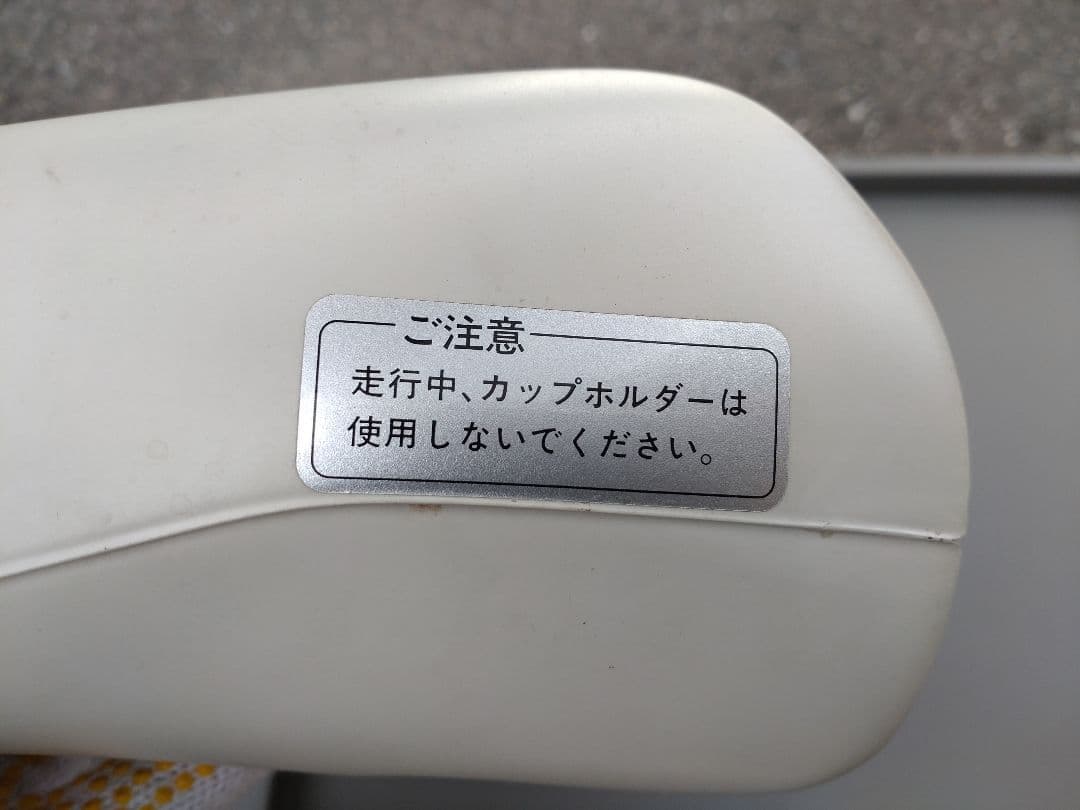 ご注意
走行中、カップホルダーは
使用しないでください。